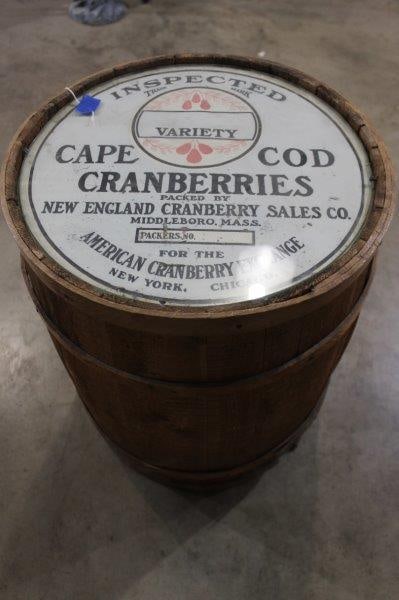 INSPECTED
TRADE MARK
VARIETY
CAPE COD
CRANBERRIES
PACKED BY
NEW ENGLAND CRANBERRY SALES CO.
MIDDLEBORO, MASS.
PACKERS NO.
FOR THE
AMERICAN CRANBERRY EXCHANGE
NEW YORK, CHICAGO